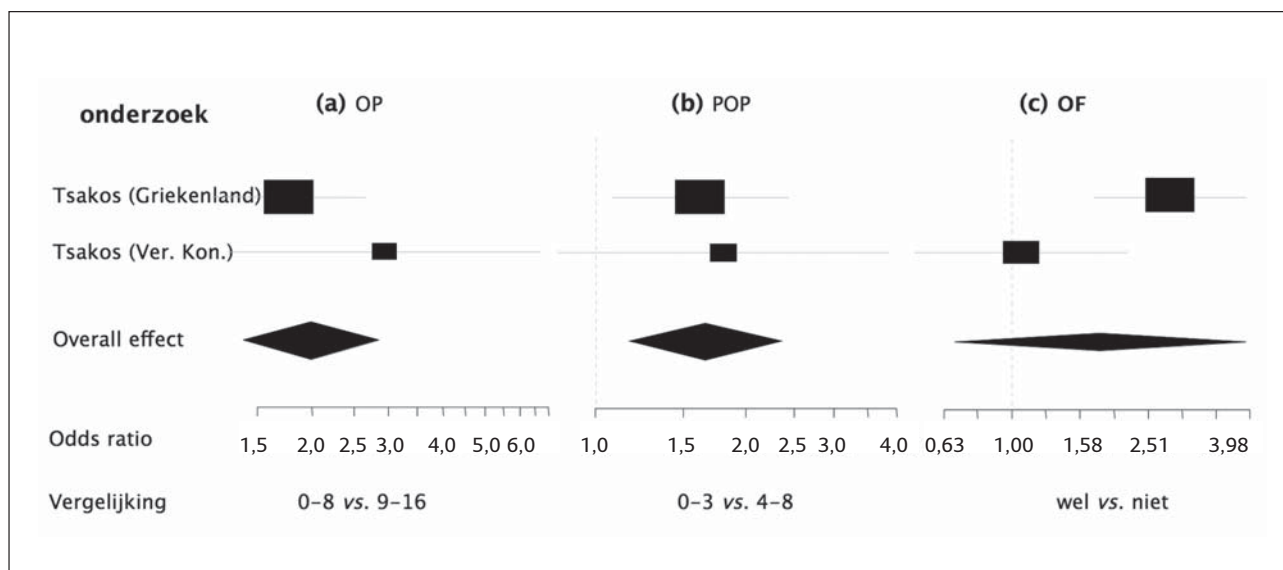 (a) OP (b) POP (c) OF
onderzoek
Tsakos (Griekenland)
Tsakos (Ver. Kon.)
Overall effect
Odds ratio 1,5 2,0 2,5 3,0 4,0 5,0 6,0 1,0 1,5 2,0 2,5 3,0 4,0 0,63 1,00 1,58 2,51 3,98
Vergelijking 0-8 vs. 9-16 0-3 vs. 4-8 wel vs. niet